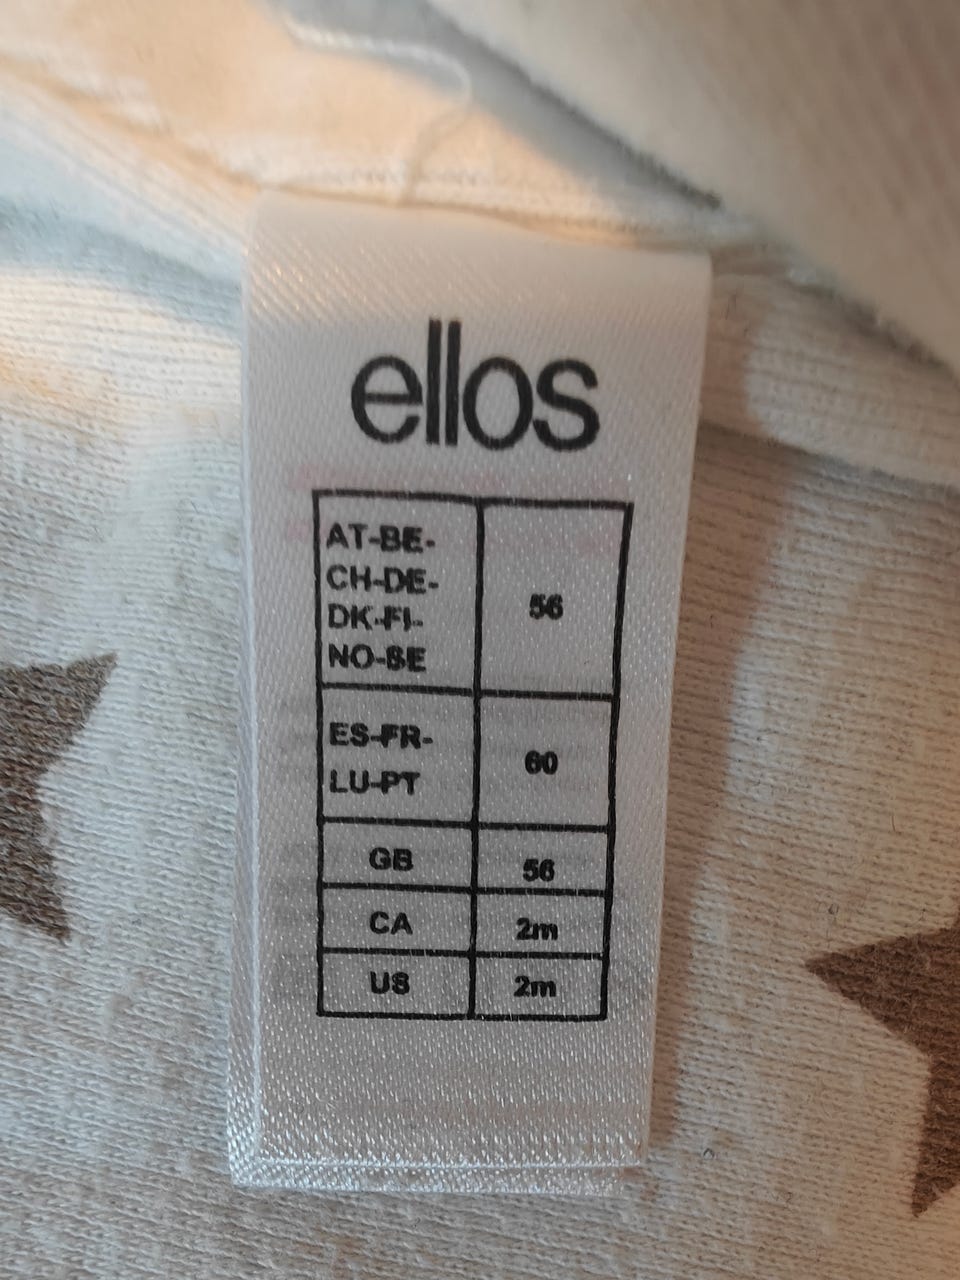 ellos
AT-BE-
CH-DE-
DK-FI-
NO-SE
56
ES-FR-
LU-PT
60
GB 56
CA 2m
US 2m